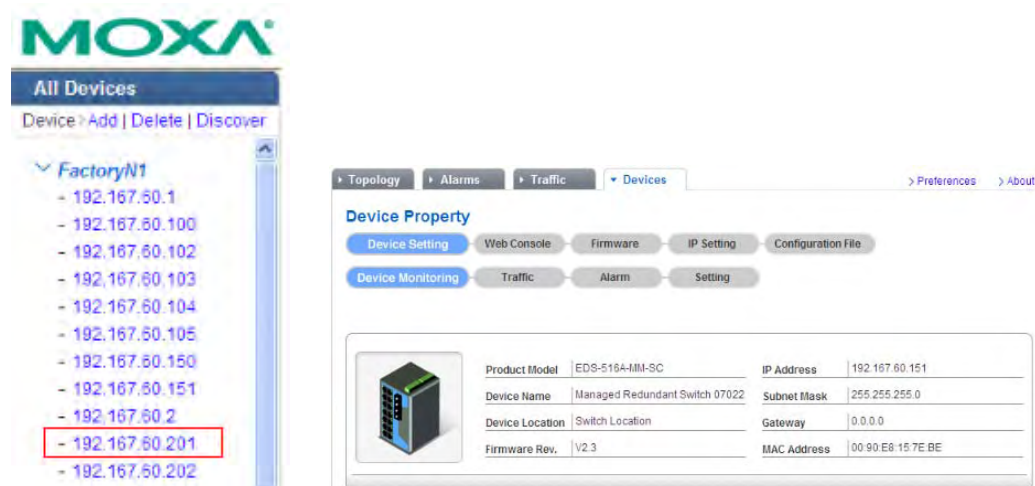 MOXA
All Devices
Device > Add | Delete | Discover
FactoryN1
- 192.167.60.1
- 192.167.60.100
- 192.167.60.102
- 192.167.60.103
- 192.167.60.104
- 192.167.60.105
- 192.167.60.150
- 192.167.60.151
- 192.167.60.2
- 192.167.60.201
- 192.167.60.202
Topology Alarms Traffic Devices > Preferences > About
Device Property
Device Setting Web Console Firmware IP Setting Configuration File
Device Monitoring Traffic Alarm Setting
Product Model EDS-516A-MM-SC IP Address 192.167.60.151
Device Name Managed Redundant Switch 07022 Subnet Mask 255.255.255.0
Device Location Switch Location Gateway 0.0.0.0
Firmware Rev. V2.3 MAC Address 00:90:E8:15:7E:BE